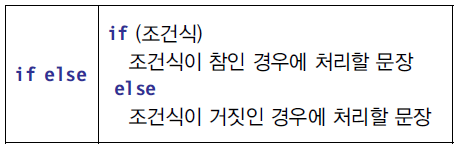 if else
if (조건식)
조건식이 참인 경우에 처리할 문장
else
조건식이 거짓인 경우에 처리할 문장